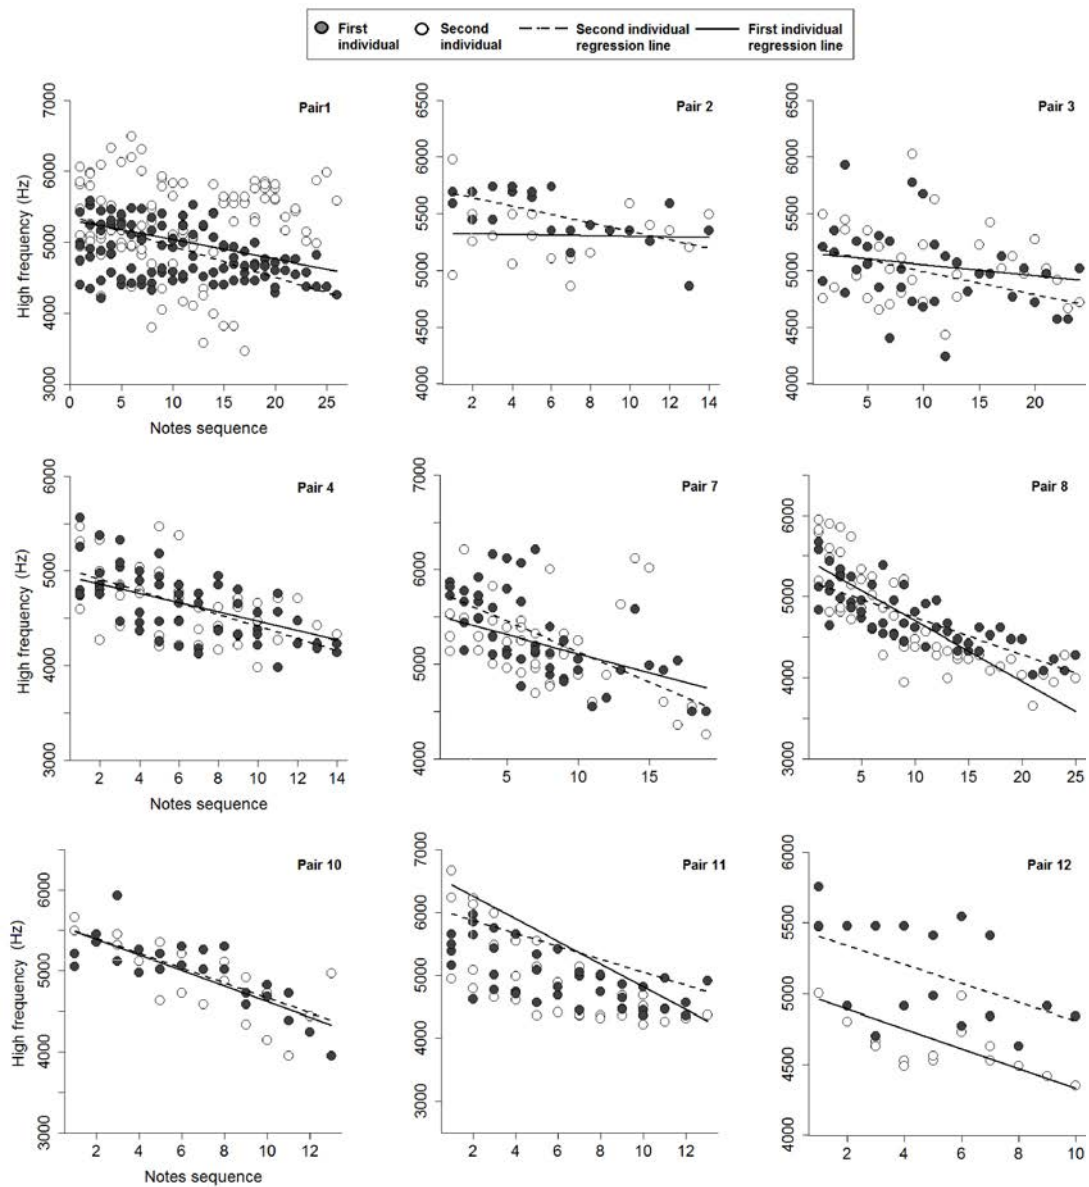 First individual
Second individual
Second individual regression line
First individual regression line
Pair1
7000
6000
5000
4000
3000
High frequency (Hz)
0 5 10 15 20 25
Notes sequence
Pair 2
6500
6000
5500
5000
4500
4000
2 4 6 8 10 12 14
Pair 3
6500
6000
5500
5000
4500
4000
5 10 15 20
Pair 4
6000
5000
4000
3000
High frequency (Hz)
2 4 6 8 10 12 14
Notes sequence
Pair 7
7000
6000
5000
4000
5 10 15
Pair 8
6000
5000
4000
3000
5 10 15 20 25
Pair 10
6000
5000
4000
3000
High frequency (Hz)
2 4 6 8 10 12
Notes sequence
Pair 11
7000
6000
5000
4000
3000
2 4 6 8 10 12
Pair 12
6000
5500
5000
4500
4000
2 4 6 8 10